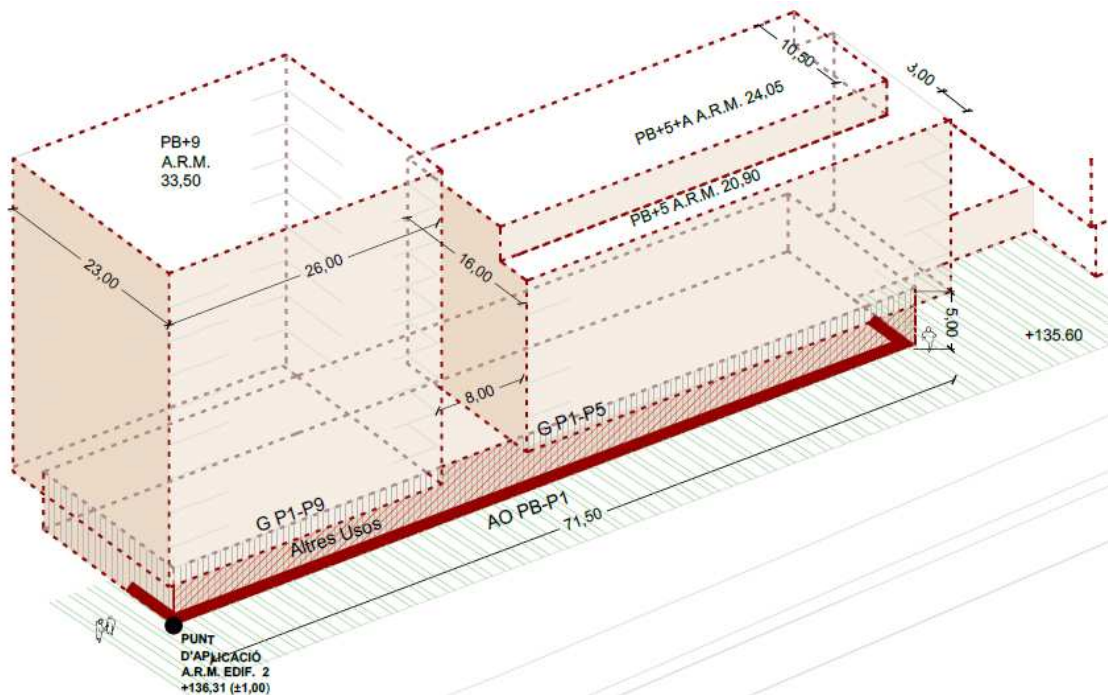 10,50
3,00
PB+5+A A.R.M. 24,05
PB+9
A.R.M.
33,50
PB+5 A.R.M. 20,90
23,00
26,00
16,00
5,00
+135.60
8,00
G P1-P5
G P1-P9
Altres Usos
AO PB-P1
71,50
PUNT
D'APLICACIÓ
A.R.M. EDIF. 2
+136,31 (±1,00)